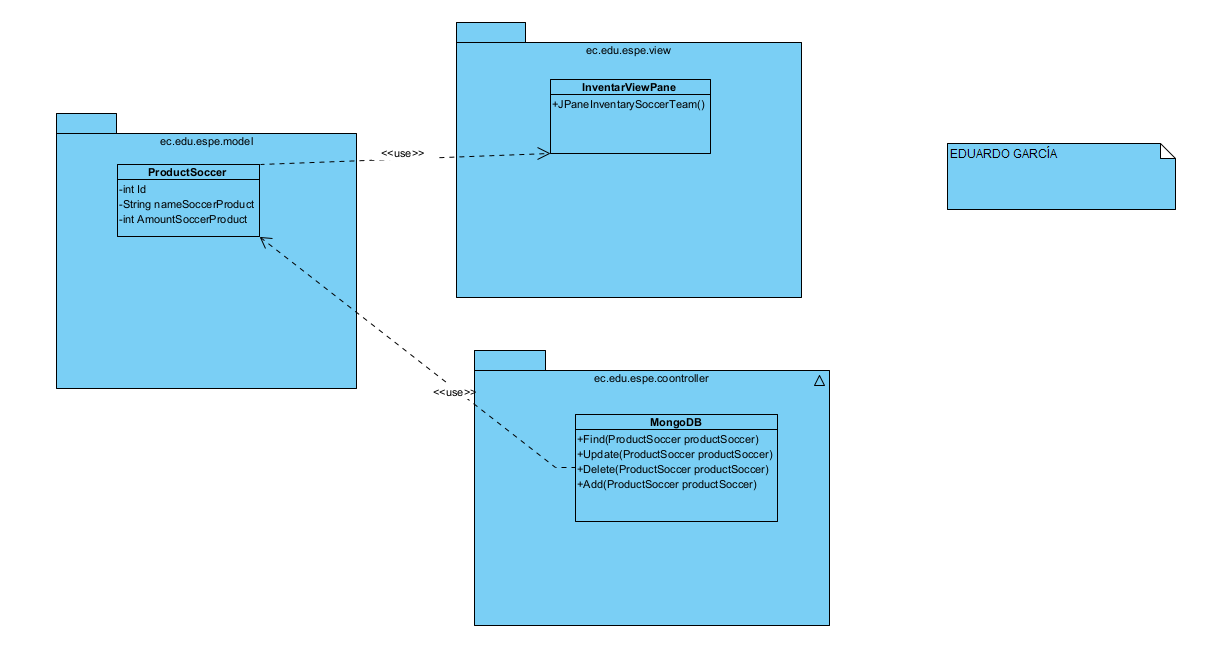 ec.edu.espe.view
InventarViewPane
+JPaneInventarySoccerTeam()
ec.edu.espe.model
ProductSoccer
-int Id
-String nameSoccerProduct
-int AmountSoccerProduct
<<use>>
EDUARDO GARCÍA
<<use>>
ec.edu.espe.coontroller
MongoDB
+Find(ProductSoccer productSoccer)
+Update(ProductSoccer productSoccer)
+Delete(ProductSoccer productSoccer)
+Add(ProductSoccer productSoccer)